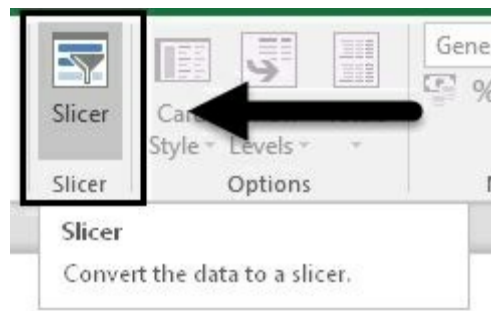 Gene
Slicer
Style
Levels
%
Slicer
Options
Slicer
Convert the data to a slicer.